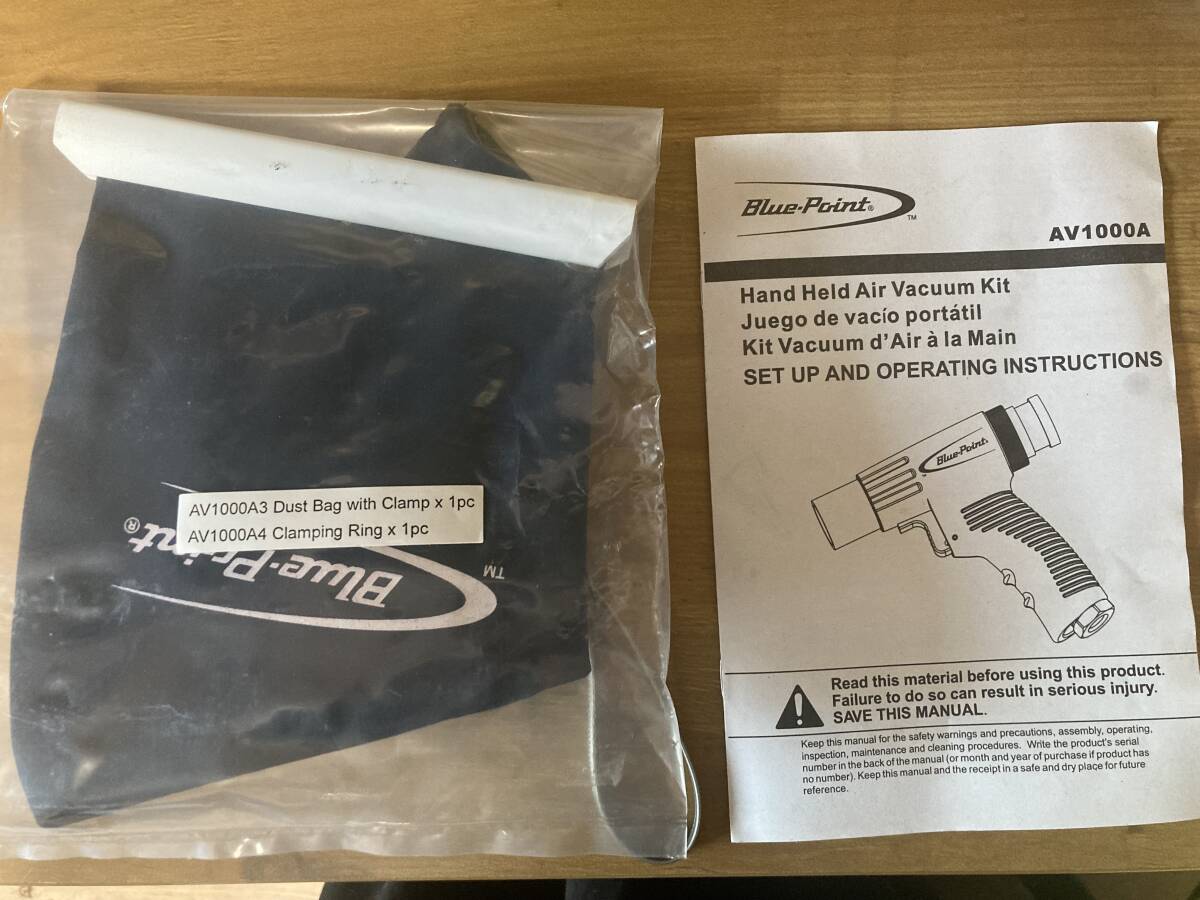 AV1000A3 Dust Bag with Clamp x 1pc
AV1000A4 Clamping Ring x 1pc
Blue-Point®
TM
Blue-Point®
TM
AV1000A
Hand Held Air Vacuum Kit
Juego de vacío portátil
Kit Vacuum d'Air à la Main
SET UP AND OPERATING INSTRUCTIONS
Blue-Point®
Read this material before using this product.
Failure to do so can result in serious injury.
SAVE THIS MANUAL.
Keep this manual for the safety warnings and precautions, assembly, operating,
inspection, maintenance and cleaning procedures. Write the product's serial
number in the back of the manual (or month and year of purchase if product has
no number). Keep this manual and the receipt in a safe and dry place for future
reference.